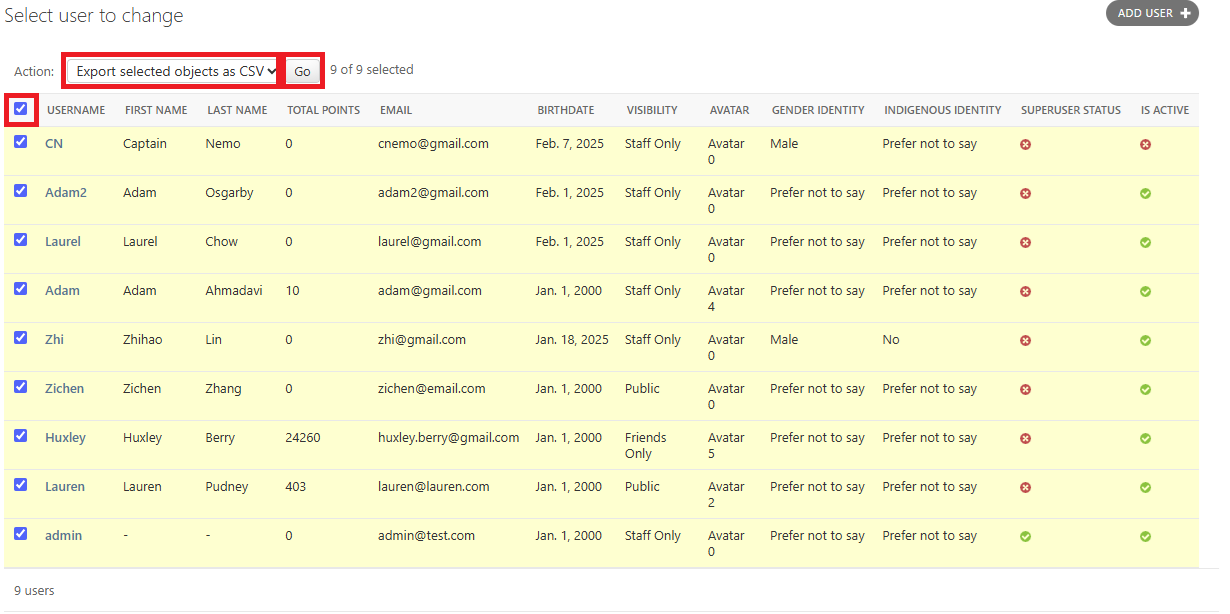 Select user to change
ADD USER +
Action: Export selected objects as CSV Go 9 of 9 selected
USERNAME FIRST NAME LAST NAME TOTAL POINTS EMAIL BIRTHDATE VISIBILITY AVATAR GENDER IDENTITY INDIGENOUS IDENTITY SUPERUSER STATUS IS ACTIVE
CN Captain Nemo 0 cnemo@gmail.com Feb. 7, 2025 Staff Only Avatar Male Prefer not to say
0
Adam2 Adam Osgarby 0 adam2@gmail.com Feb. 1, 2025 Staff Only Avatar Prefer not to say Prefer not to say
0
Laurel Laurel Chow 0 laurel@gmail.com Feb. 1, 2025 Staff Only Avatar Prefer not to say Prefer not to say
0
Adam Adam Ahmadavi 10 adam@gmail.com Jan. 1, 2000 Staff Only Avatar Prefer not to say Prefer not to say
4
Zhi Zhihao Lin 0 zhi@gmail.com Jan. 18, 2025 Staff Only Avatar Male No
0
Zichen Zichen Zhang 0 zichen@email.com Jan. 1, 2000 Public Avatar Prefer not to say Prefer not to say
0
Huxley Huxley Berry 24260 huxley.berry@gmail.com Jan. 1, 2000 Friends Avatar Prefer not to say Prefer not to say
Only 5
Lauren Lauren Pudney 403 lauren@lauren.com Jan. 1, 2000 Public Avatar Prefer not to say Prefer not to say
2
admin - - 0 admin@test.com Jan. 1, 2000 Staff Only Avatar Prefer not to say Prefer not to say
0
9 users